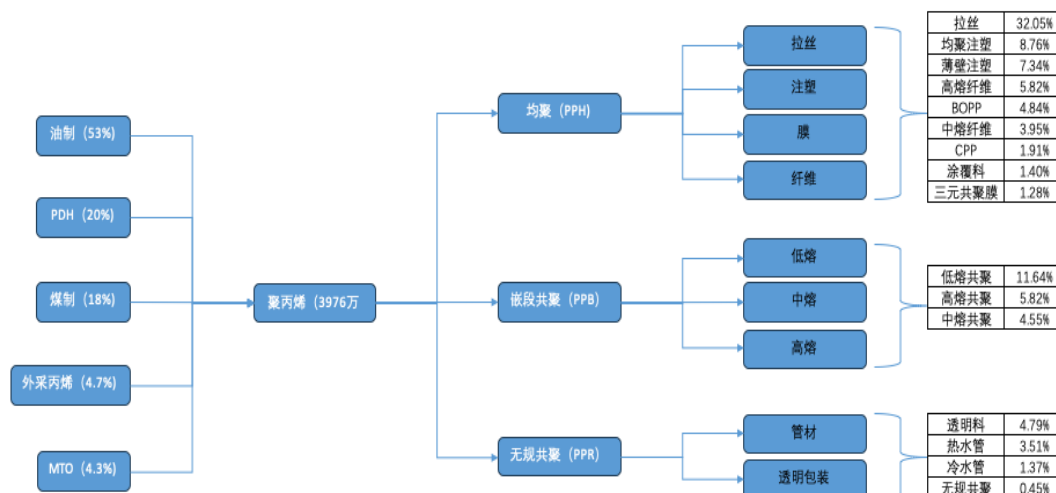 油制（53%）
PDH（20%）
煤制（18%）
外采丙烯（4.7%）
MTO（4.3%）
聚丙烯（3976万
均聚（PPH）
嵌段共聚（PPB）
无规共聚（PPR）
拉丝
注塑
膜
纤维
低熔
中熔
高熔
管材
透明包装
拉丝 32.05%
均聚注塑 8.76%
薄壁注塑 7.34%
高熔纤维 5.82%
BOPP 4.84%
中熔纤维 3.95%
CPP 1.91%
涂覆料 1.40%
三元共聚膜 1.28%
低熔共聚 11.64%
高熔共聚 5.82%
中熔共聚 4.55%
透明料 4.79%
热水管 3.51%
冷水管 1.37%
无规共聚 0.45%